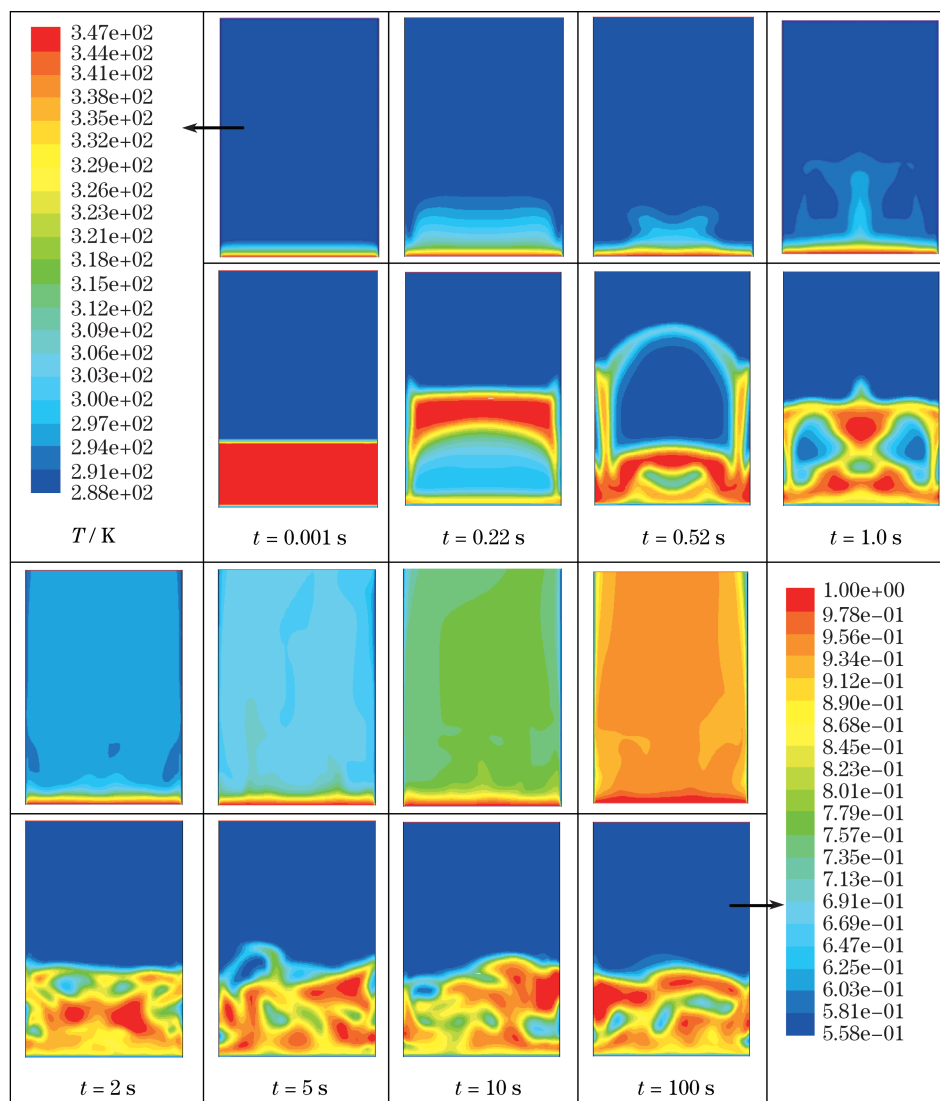 3.47e+02
3.44e+02
3.41e+02
3.38e+02
3.35e+02
3.32e+02
3.29e+02
3.26e+02
3.23e+02
3.21e+02
3.18e+02
3.15e+02
3.12e+02
3.09e+02
3.06e+02
3.03e+02
3.00e+02
2.97e+02
2.94e+02
2.91e+02
2.88e+02
T / K
t = 0.001 s
t = 0.22 s
t = 0.52 s
t = 1.0 s
1.00e+00
9.78e−01
9.56e−01
9.34e−01
9.12e−01
8.90e−01
8.68e−01
8.45e−01
8.23e−01
8.01e−01
7.79e−01
7.57e−01
7.35e−01
7.13e−01
6.91e−01
6.69e−01
6.47e−01
6.25e−01
6.03e−01
5.81e−01
5.58e−01
t = 2 s
t = 5 s
t = 10 s
t = 100 s